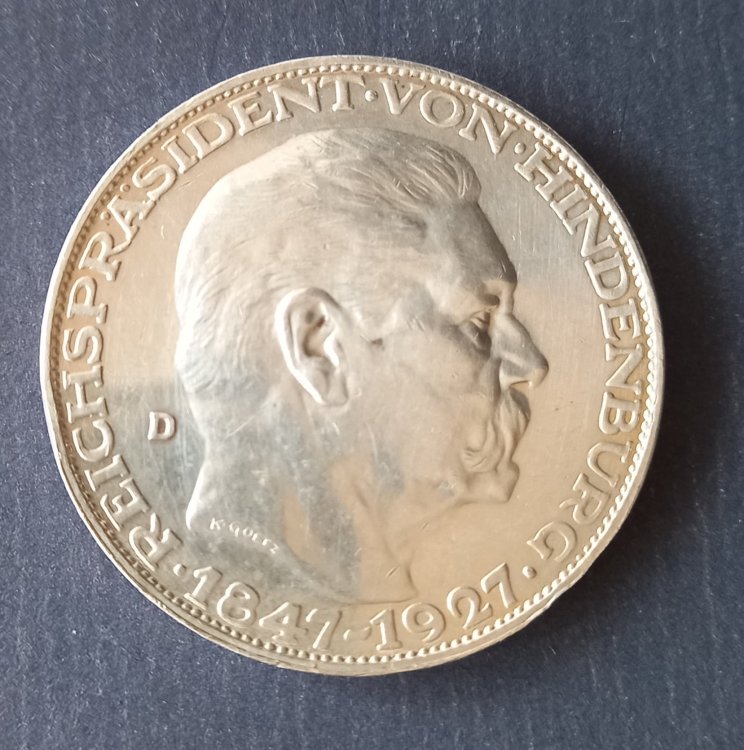 REICHSPRÄSIDENT·VON·HINDENBURG
·1847·1927·
D
K·GOETZ